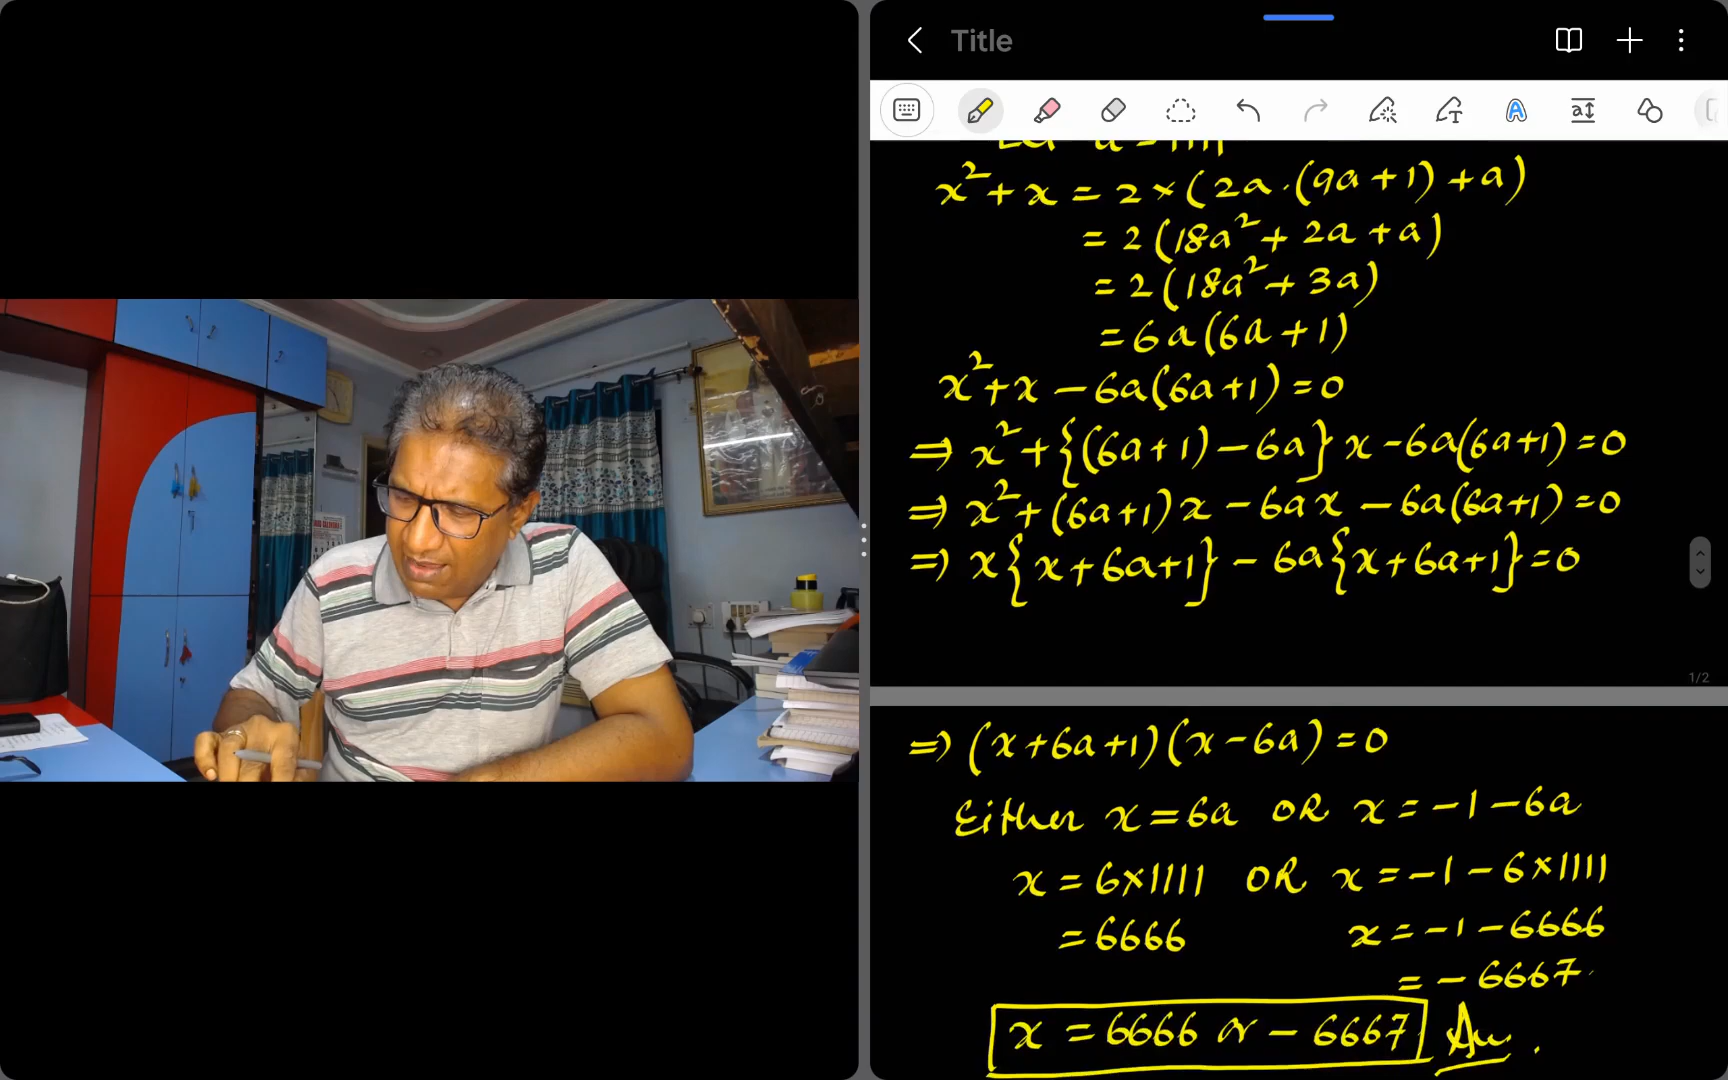 Title
Let a = 1111
x² + x = 2 × (2a · (9a + 1) + a)
= 2 (18a² + 2a + a)
= 2 (18a² + 3a)
= 6a (6a + 1)
x² + x - 6a(6a+1) = 0
⇒ x² + {(6a+1) - 6a} x - 6a(6a+1) = 0
⇒ x² + (6a+1) x - 6ax - 6a(6a+1) = 0
⇒ x{x+6a+1} - 6a{x+6a+1} = 0
1/2
⇒ (x+6a+1)(x-6a) = 0
Either x = 6a OR x = -1 - 6a
x = 6×1111 OR x = -1 - 6×1111
= 6666 x = -1 - 6666
= - 6667
x = 6666 or - 6667 Au.